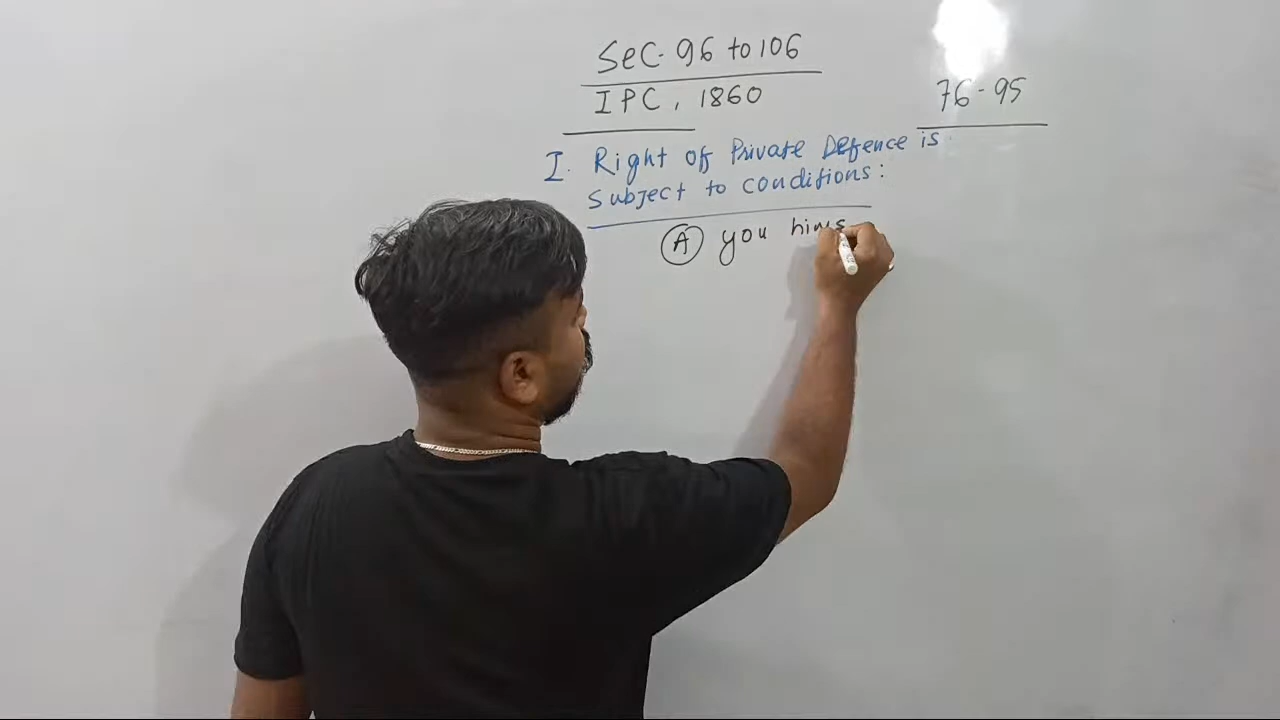 SeC. 96 to 106
IPC, 1860
76-95
I. Right of Private Defence is
subject to conditions:
(A) you hims